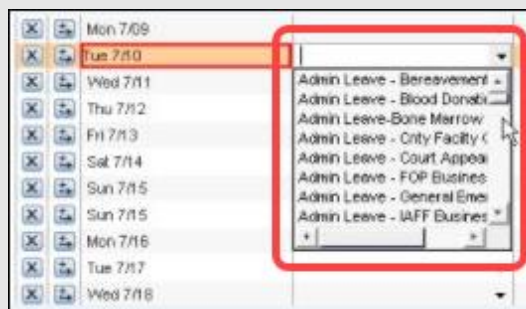 Mon 7/09
Tue 7/10
Wed 7/11
Admin Leave - Bereavement
Admin Leave - Blood Donati
Thu 7/12
Admin Leave-Bone Marrow
Fri 7/13
Admin Leave - Cnty Facilty
Sat 7/14
Admin Leave - Court Appea
Sun 7/15
Admin Leave - FOP Busines
Admin Leave - General Emer
Sun 7/15
Admin Leave - IAFF Busines
Mon 7/16
Tue 7/17
Wed 7/18